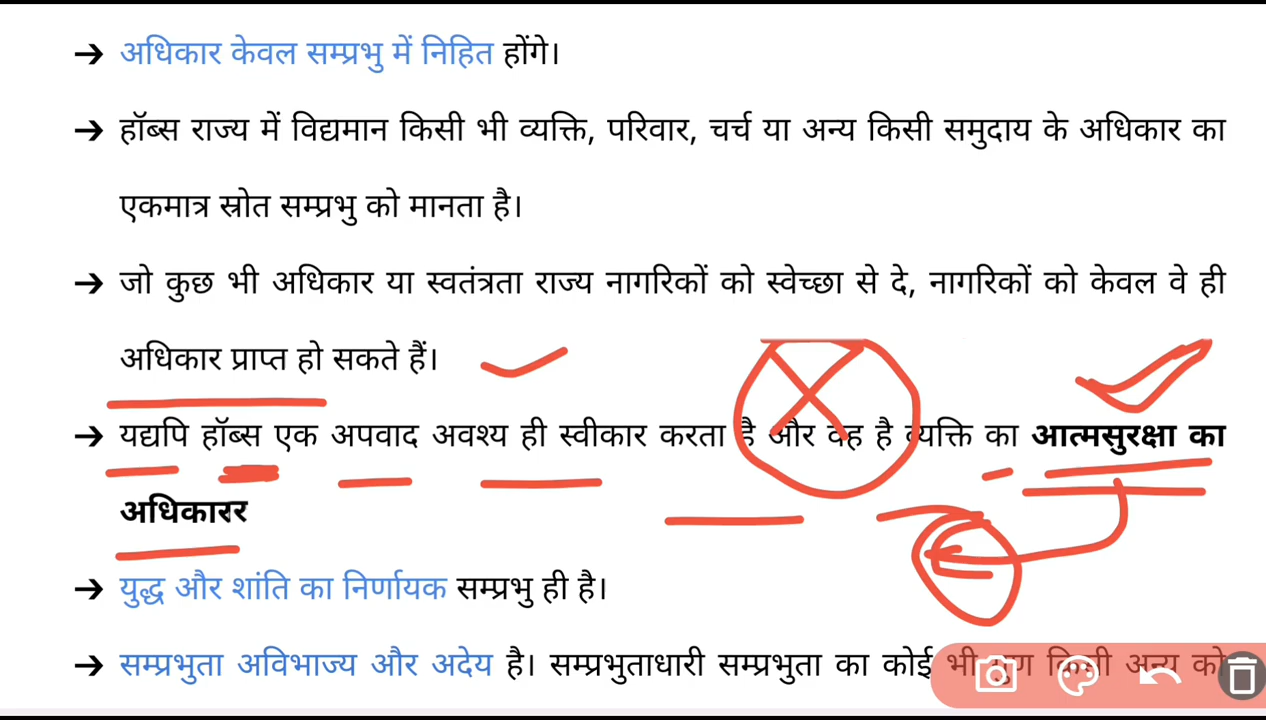 ➔ अधिकार केवल सम्प्रभु में निहित होंगे।
➔ हॉब्स राज्य में विद्यमान किसी भी व्यक्ति, परिवार, चर्च या अन्य किसी समुदाय के अधिकार का
एकमात्र स्रोत सम्प्रभु को मानता है।
➔ जो कुछ भी अधिकार या स्वतंत्रता राज्य नागरिकों को स्वेच्छा से दे, नागरिकों को केवल वे ही
अधिकार प्राप्त हो सकते हैं।
➔ यद्यपि हॉब्स एक अपवाद अवश्य ही स्वीकार करता है और वह है व्यक्ति का आत्मसुरक्षा का
अधिकारर
➔ युद्ध और शांति का निर्णायक सम्प्रभु ही है।
➔ सम्प्रभुता अविभाज्य और अदेय है। सम्प्रभुताधारी सम्प्रभुता का कोई भी गुण किसी अन्य को